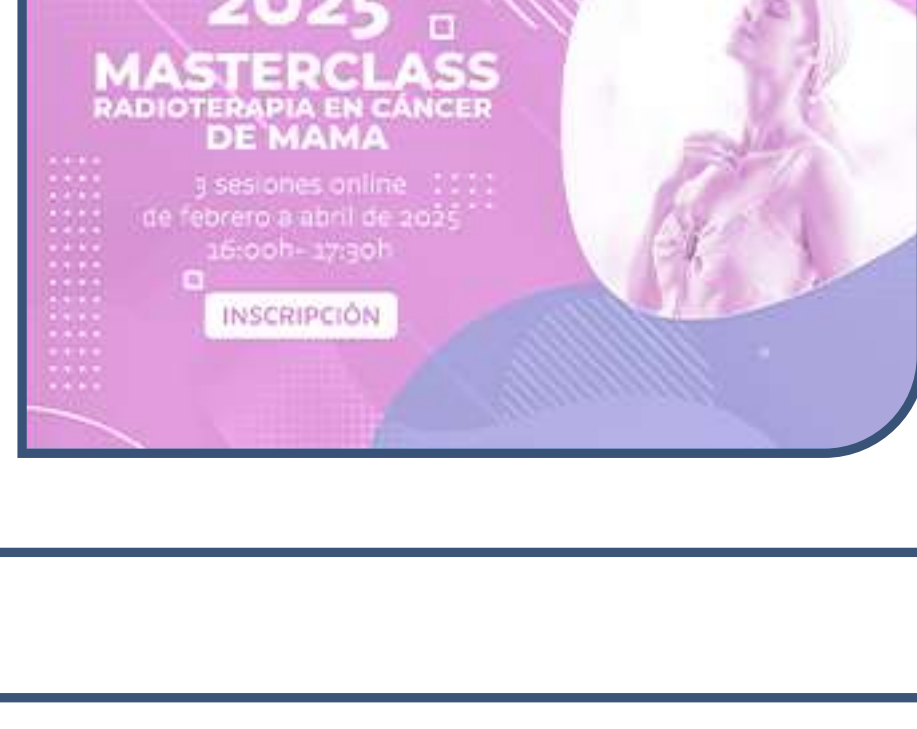 2025
MASTERCLASS
RADIOTERAPIA EN CÁNCER
DE MAMA
3 sesiones online
de febrero a abril de 2025
16:00h- 17:30h
INSCRIPCIÓN